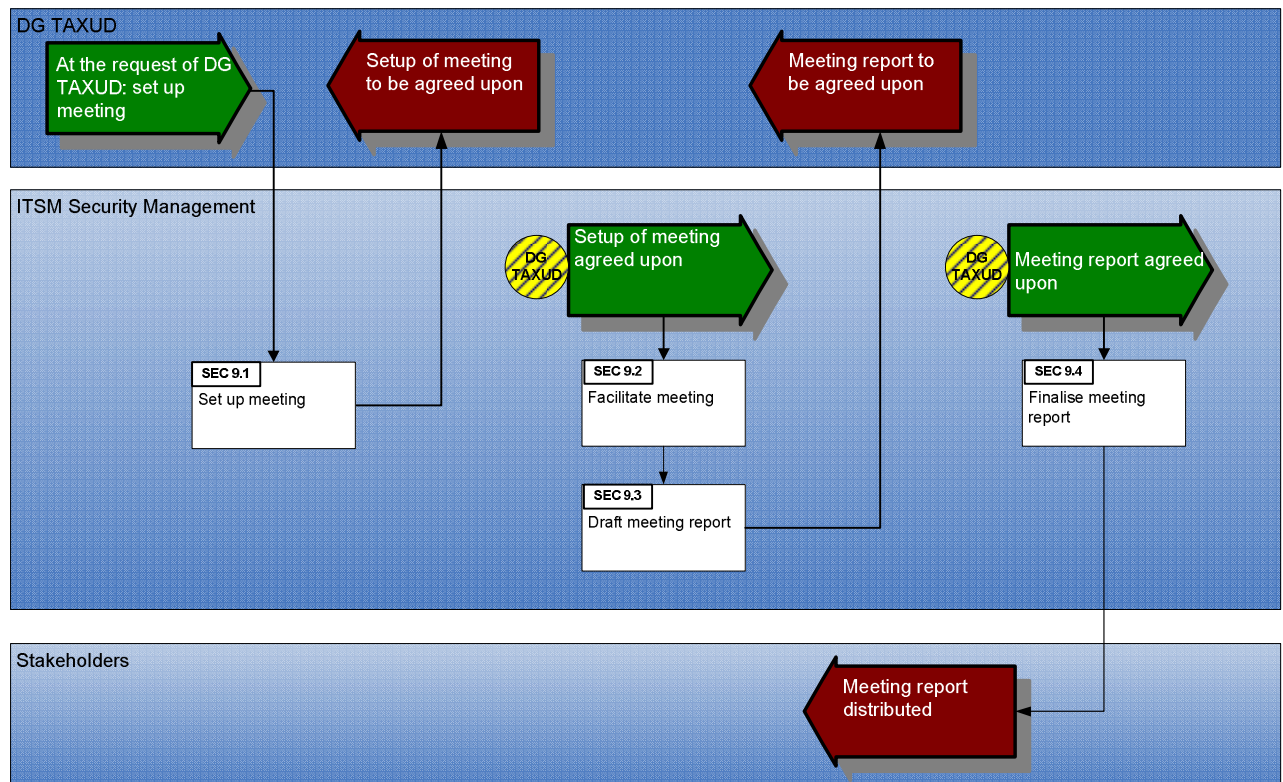 DG TAXUD
At the request of DG
TAXUD: set up
meeting
Setup of meeting
to be agreed upon
Meeting report to
be agreed upon
ITSM Security Management
DG
TAXUD
Setup of meeting
agreed upon
DG
TAXUD
Meeting report agreed
upon
SEC 9.1
Set up meeting
SEC 9.2
Facilitate meeting
SEC 9.4
Finalise meeting
report
SEC 9.3
Draft meeting report
Stakeholders
Meeting report
distributed